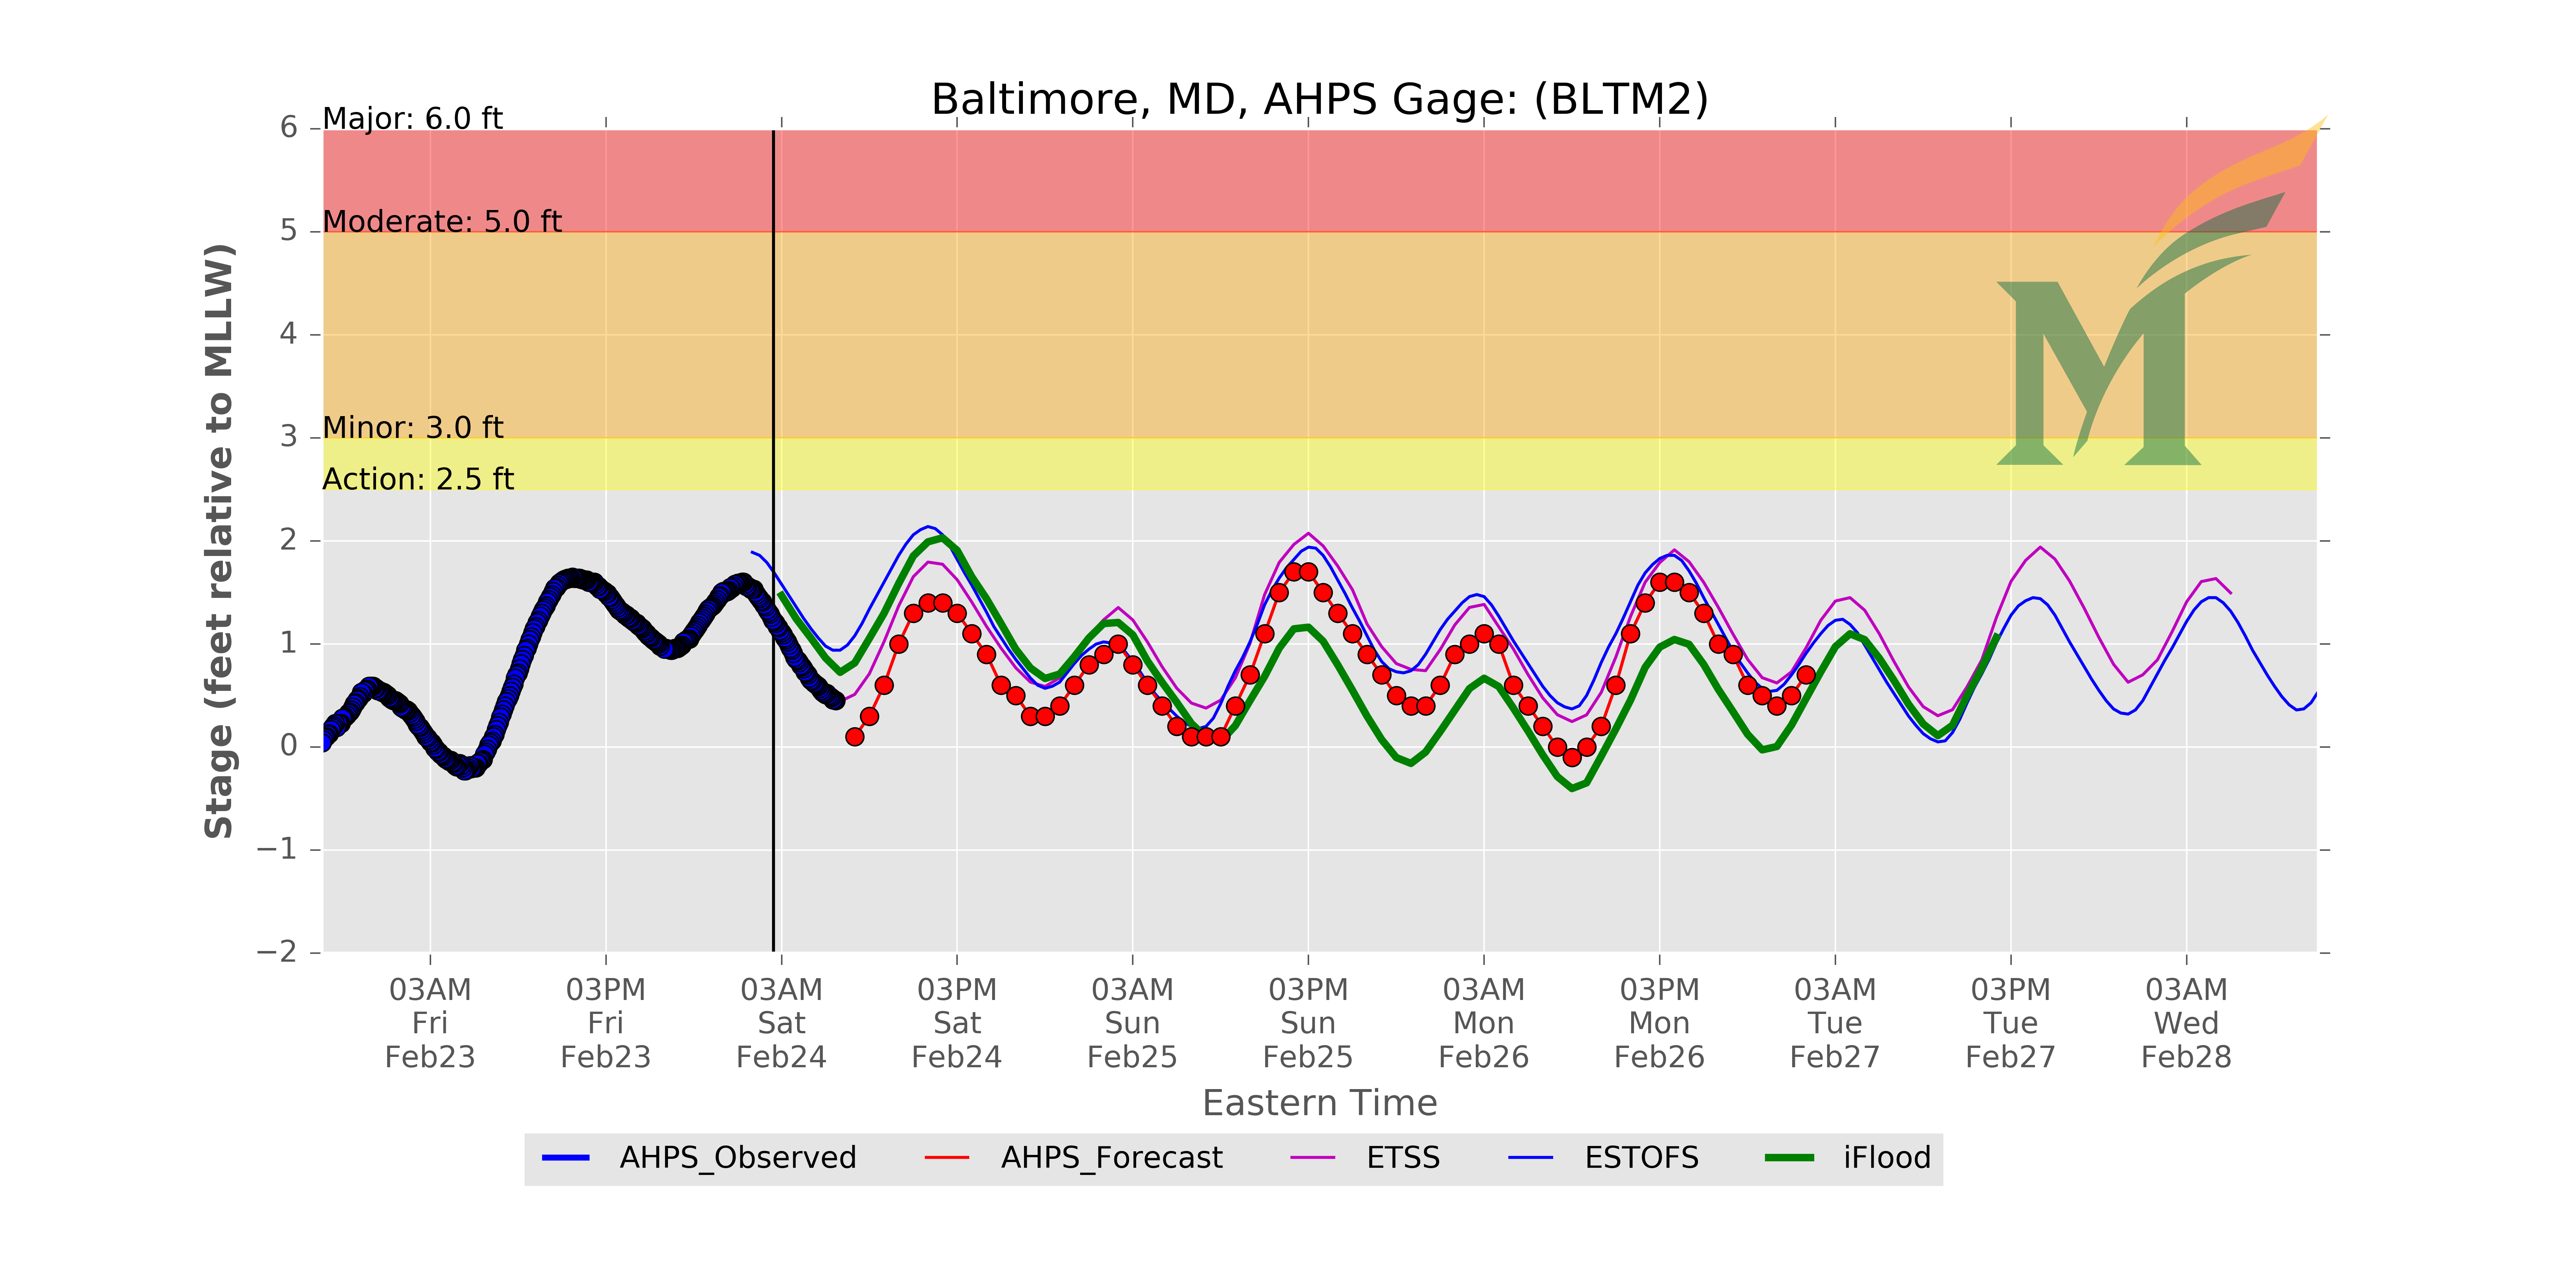 Baltimore, MD, AHPS Gage: (BLTM2)
Major: 6.0 ft
Moderate: 5.0 ft
Minor: 3.0 ft
Action: 2.5 ft
Stage (feet relative to MLLW)
6
5
4
3
2
1
0
−1
−2
03AM 03PM 03AM 03PM 03AM 03PM 03AM 03PM 03AM 03PM 03AM
Fri Fri Sat Sat Sun Sun Mon Mon Tue Tue Wed
Feb23 Feb23 Feb24 Feb24 Feb25 Feb25 Feb26 Feb26 Feb27 Feb27 Feb28
Eastern Time
AHPS_Observed AHPS_Forecast ETSS ESTOFS iFlood
M